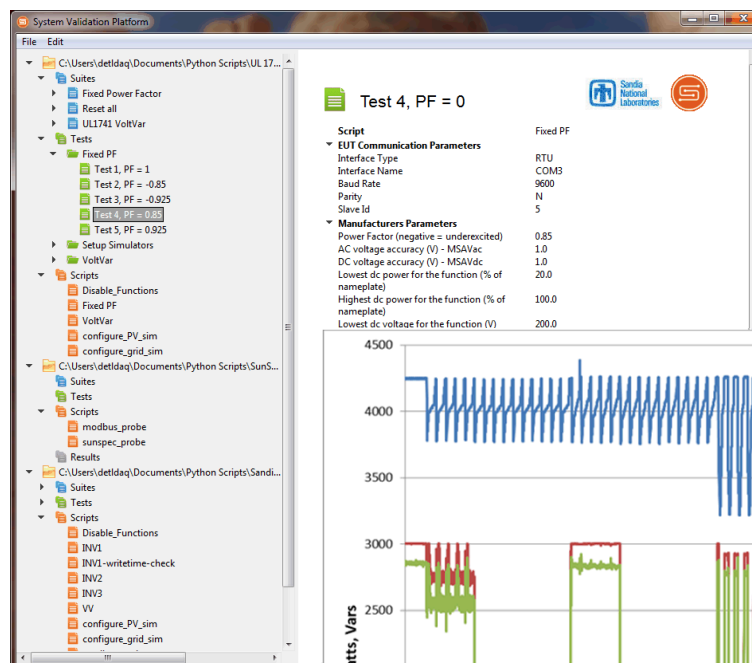 System Validation Platform
File Edit
C:\Users\detldaq\Documents\Python Scripts\UL 17...
Suites
Fixed Power Factor
Reset all
UL1741 VoltVar
Tests
Fixed PF
Test 1, PF = 1
Test 2, PF = -0.85
Test 3, PF = -0.925
Test 4, PF = 0.85
Test 5, PF = 0.925
Setup Simulators
VoltVar
Scripts
Disable_Functions
Fixed PF
VoltVar
configure_PV_sim
configure_grid_sim
C:\Users\detldaq\Documents\Python Scripts\SunS...
Suites
Tests
Scripts
modbus_probe
sunspec_probe
Results
C:\Users\detldaq\Documents\Python Scripts\Sandi...
Suites
Tests
Scripts
Disable_Functions
INV1
INV1-writetime-check
INV2
INV3
VV
configure_PV_sim
configure_grid_sim
Test 4, PF = 0
Sandia
National
Laboratories
Script Fixed PF
EUT Communication Parameters
Interface Type RTU
Interface Name COM3
Baud Rate 9600
Parity N
Slave Id 5
Manufacturers Parameters
Power Factor (negative = underexcited) 0.85
AC voltage accuracy (V) - MSAVac 1.0
DC voltage accuracy (V) - MSAVdc 1.0
Lowest dc power for the function (% of 20.0
nameplate)
Highest dc power for the function (% of 100.0
nameplate)
Lowest dc voltage for the function (V) 200.0
4500
4000
3500
3000
2500
tts, Vars